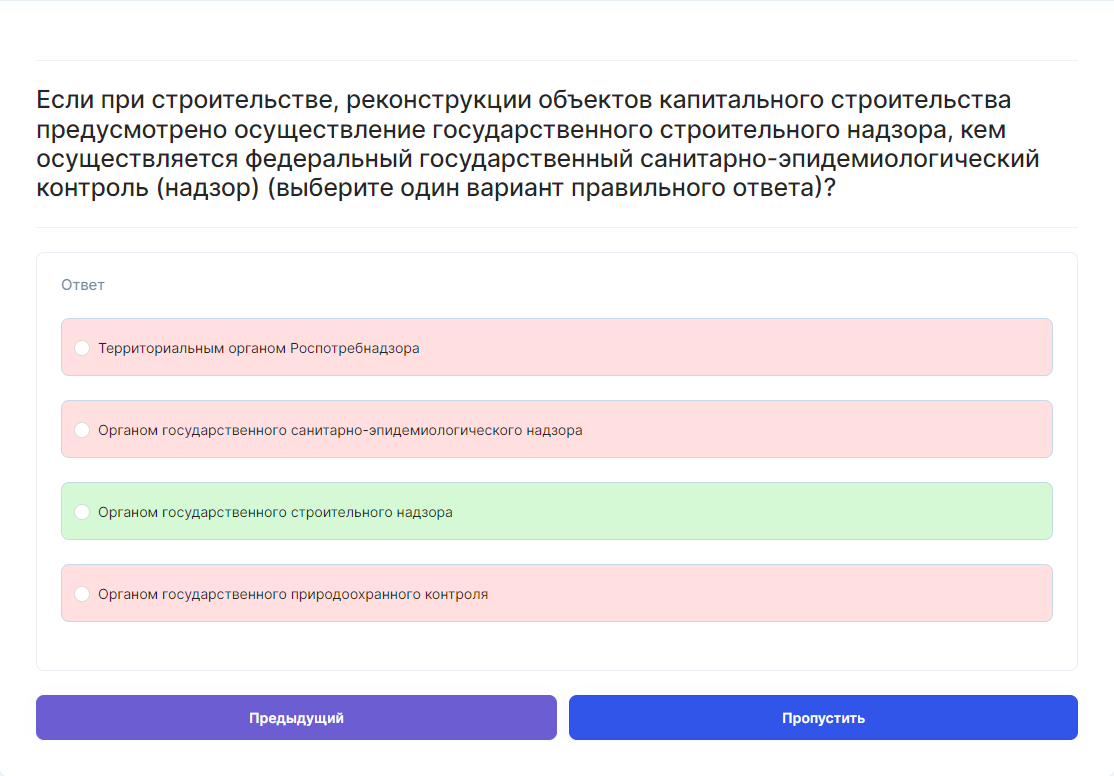 Если при строительстве, реконструкции объектов капитального строительства
предусмотрено осуществление государственного строительного надзора, кем
осуществляется федеральный государственный санитарно-эпидемиологический
контроль (надзор) (выберите один вариант правильного ответа)?
Ответ
Территориальным органом Роспотребнадзора
Органом государственного санитарно-эпидемиологического надзора
Органом государственного строительного надзора
Органом государственного природоохранного контроля
Предыдущий
Пропустить